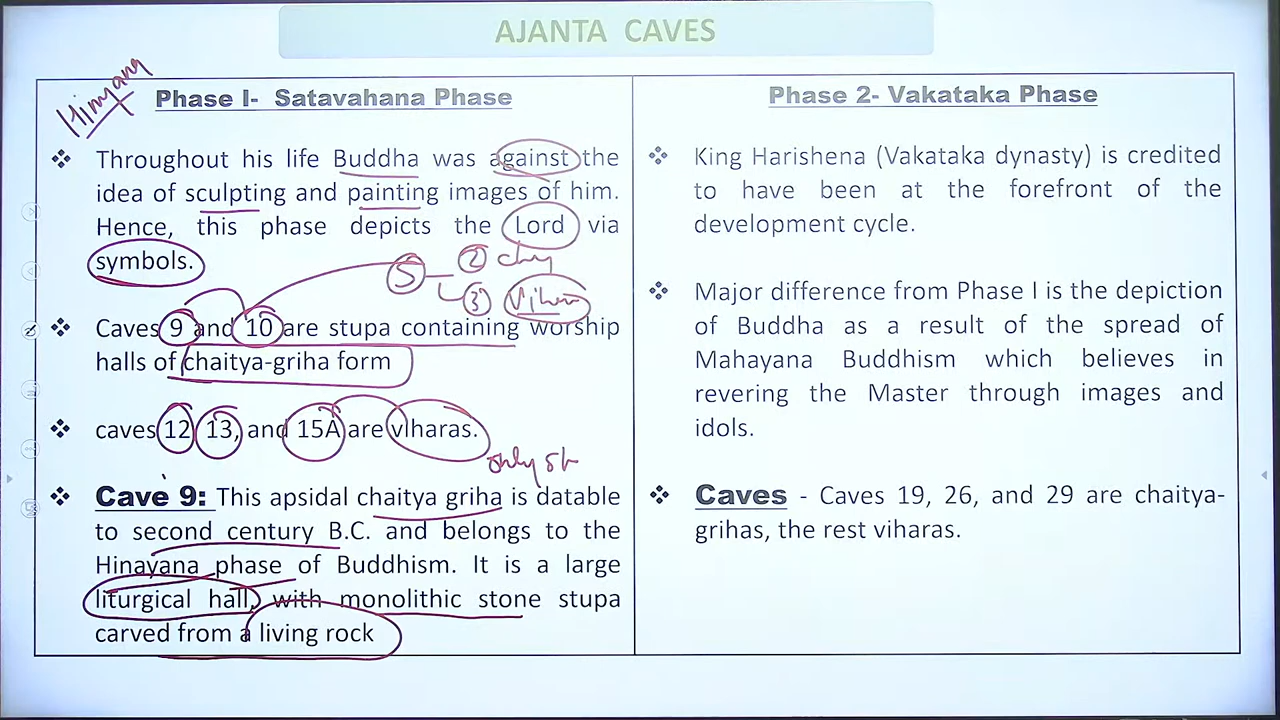 AJANTA CAVES
Phase I- Satavahana Phase
❖ Throughout his life Buddha was against the
idea of sculpting and painting images of him.
Hence, this phase depicts the Lord via
symbols.
5
② 
③ 
❖ Caves 9 and 10 are stupa containing worship
halls of chaitya-griha form
❖ caves 12 13, and 15A are viharas.
only st
❖ Cave 9: This apsidal chaitya griha is datable
to second century B.C. and belongs to the
Hinayana phase of Buddhism. It is a large
liturgical hall, with monolithic stone stupa
carved from a living rock
Phase 2- Vakataka Phase
❖ King Harishena (Vakataka dynasty) is credited
to have been at the forefront of the
development cycle.
❖ Major difference from Phase I is the depiction
of Buddha as a result of the spread of
Mahayana Buddhism which believes in
revering the Master through images and
idols.
❖ Caves - Caves 19, 26, and 29 are chaitya-
grihas, the rest viharas.